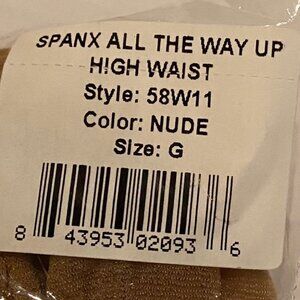 SPANX ALL THE WAY UP
HIGH WAIST
Style: 58W11
Color: NUDE
Size: G
8 43953 02093 6